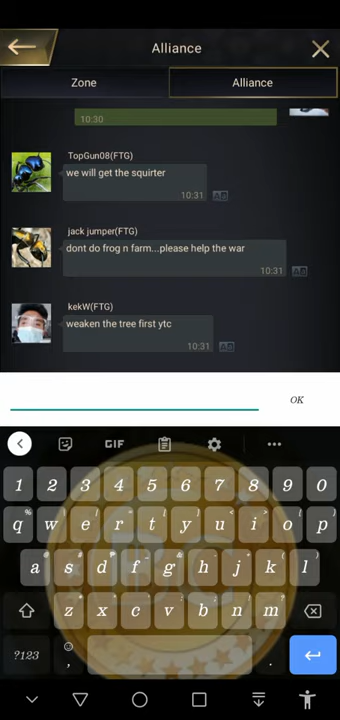 Alliance
Zone
Alliance
10:30
TopGun08(FTG)
we will get the squirter
10:31
jack jumper(FTG)
dont do frog n farm...please help the war
10:31
kekW(FTG)
weaken the tree first ytc
10:31
OK
GIF
1 2 3 4 5 6 7 8 9 0
q w e r t y u i o p
a s d f g h j k l
z x c v b n m
?123 , .